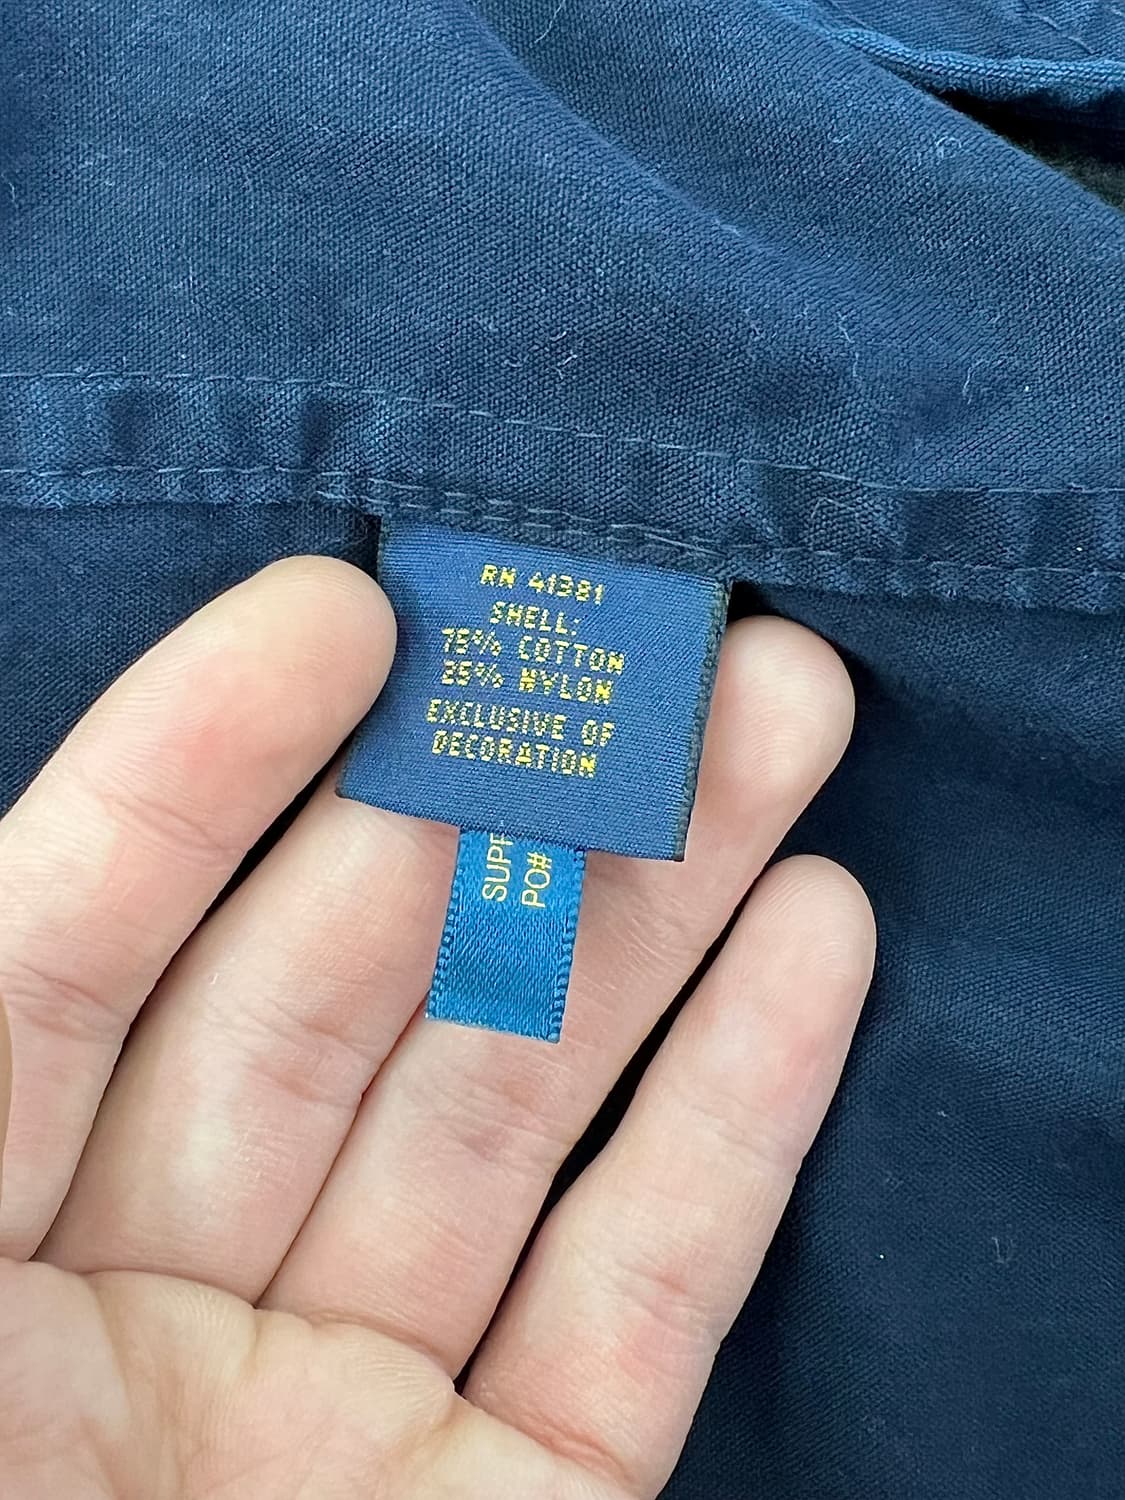 RN 41381
SHELL:
75% COTTON
25% NYLON
EXCLUSIVE OF
DECORATION
PO#